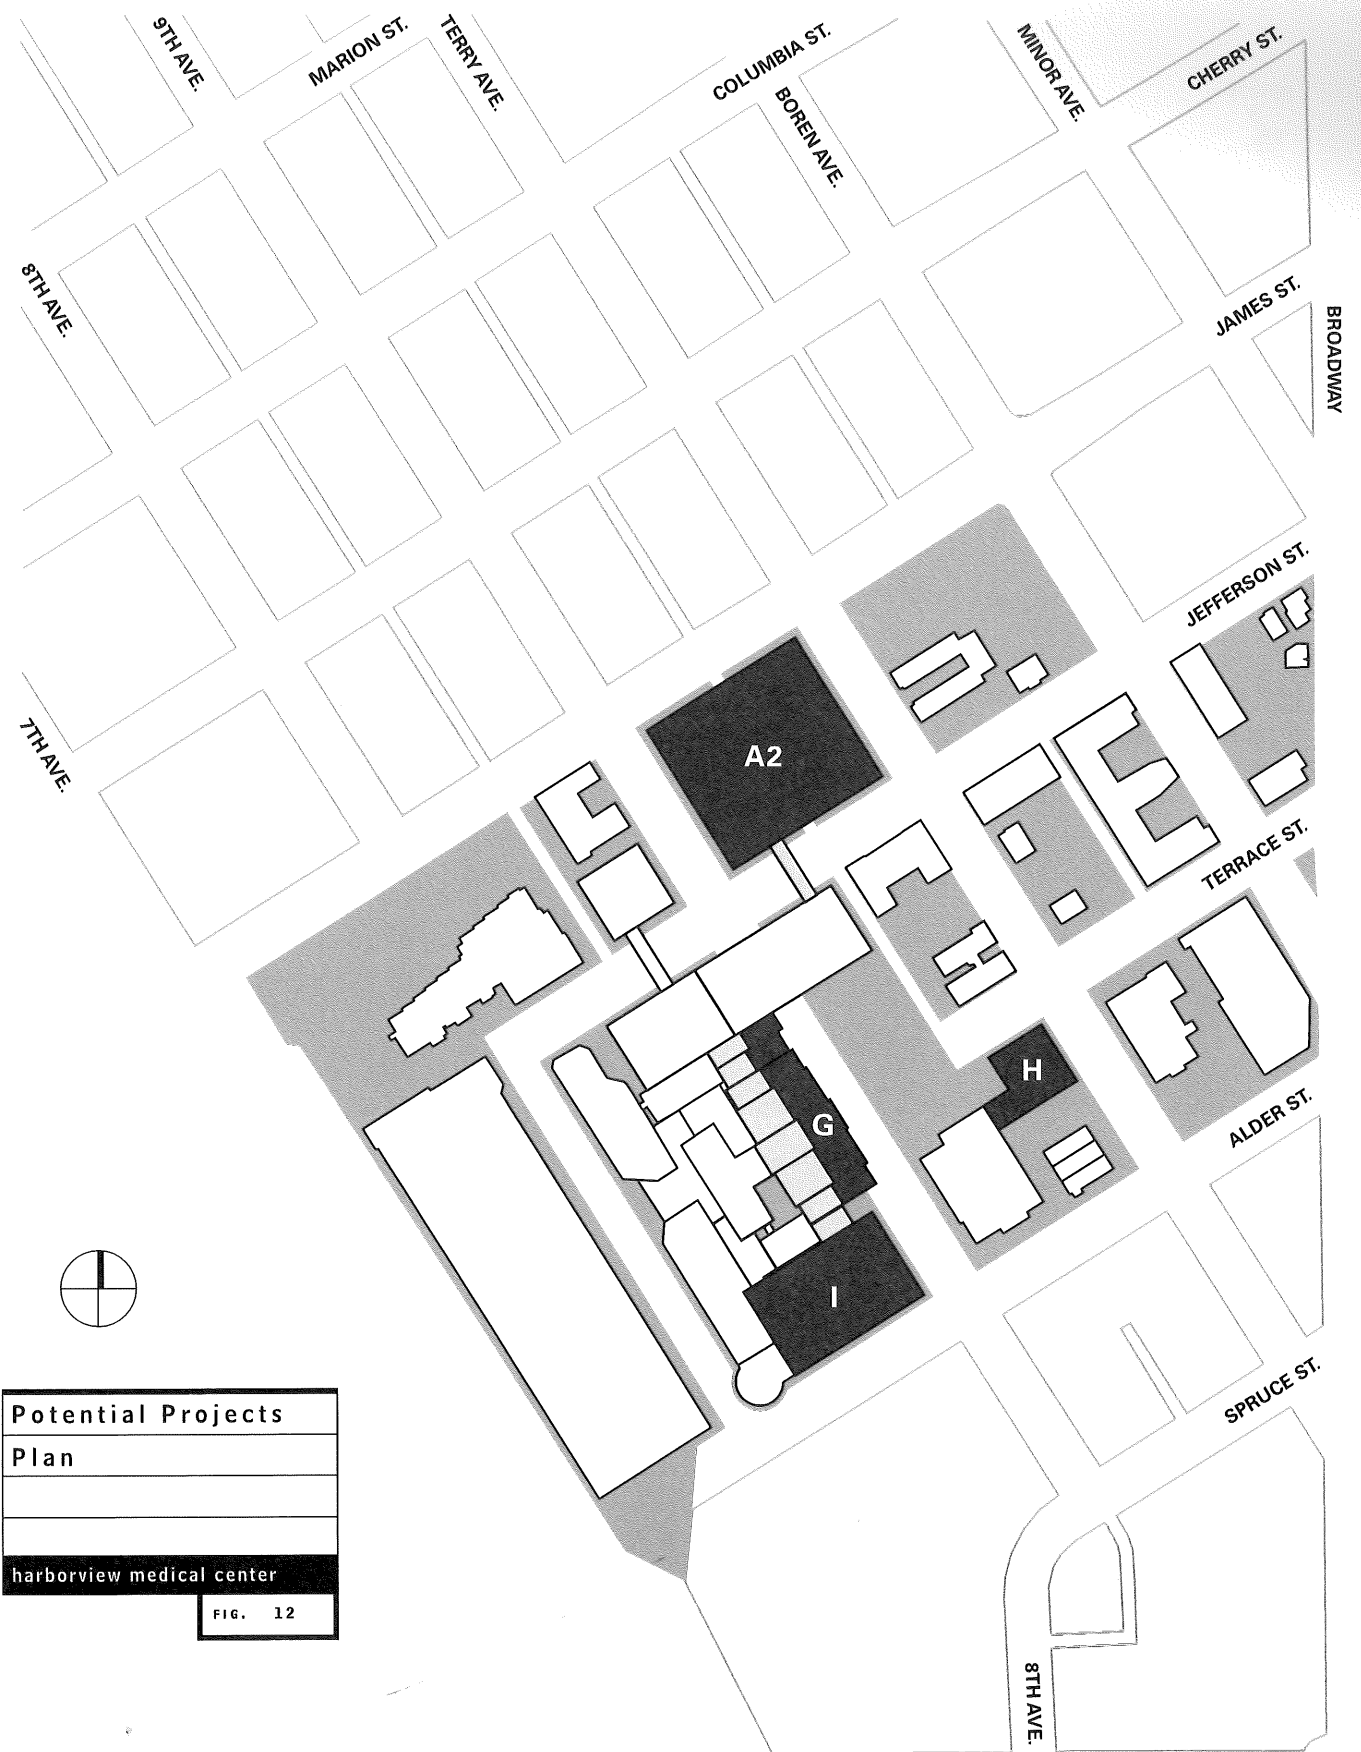 9TH AVE.
MARION ST.
TERRY AVE.
COLUMBIA ST.
BOREN AVE.
MINOR AVE.
CHERRY ST.
8TH AVE.
JAMES ST.
BROADWAY
JEFFERSON ST.
7TH AVE.
A2
TERRACE ST.
H
G
ALDER ST.
I
SPRUCE ST.
Potential Projects
Plan
harborview medical center
FIG. 12
8TH AVE.